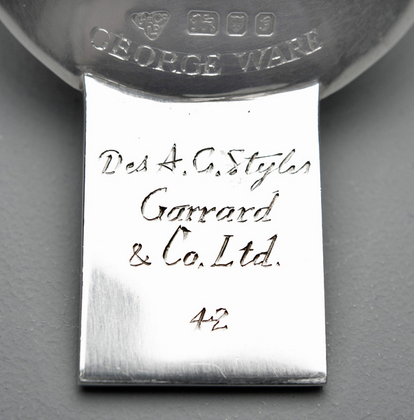 GEORGE WARE
Des A. G. Styles
Garrard
& Co. Ltd.
42